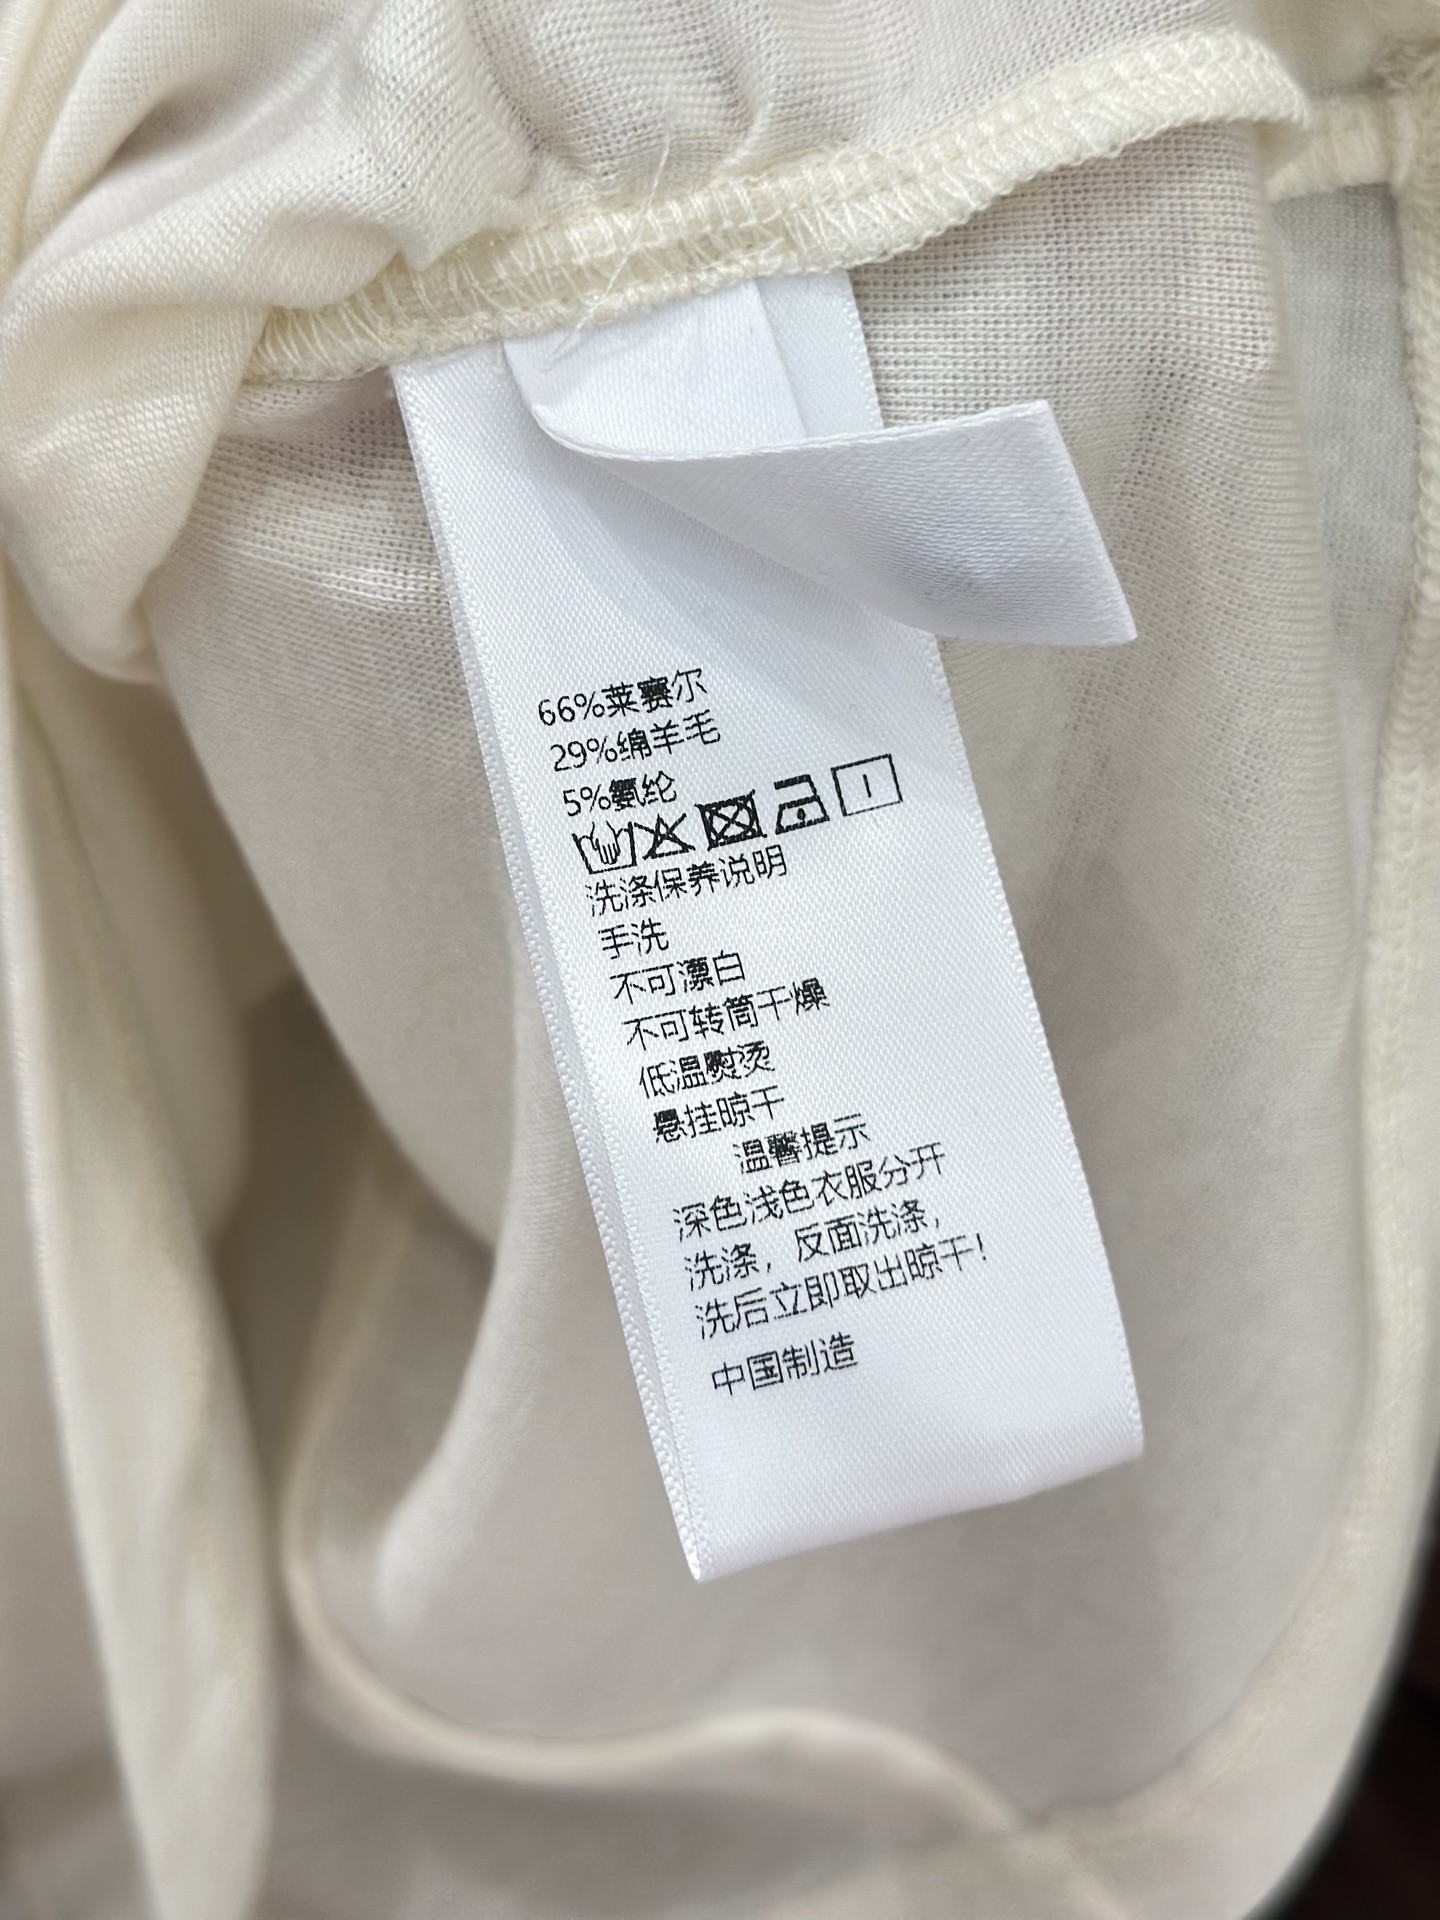 66%莱赛尔
29%绵羊毛
5%氨纶
洗涤保养说明
手洗
不可漂白
不可转筒干燥
低温熨烫
悬挂晾干
温馨提示
深色浅色衣服分开
洗涤，反面洗涤，
洗后立即取出晾干！
中国制造